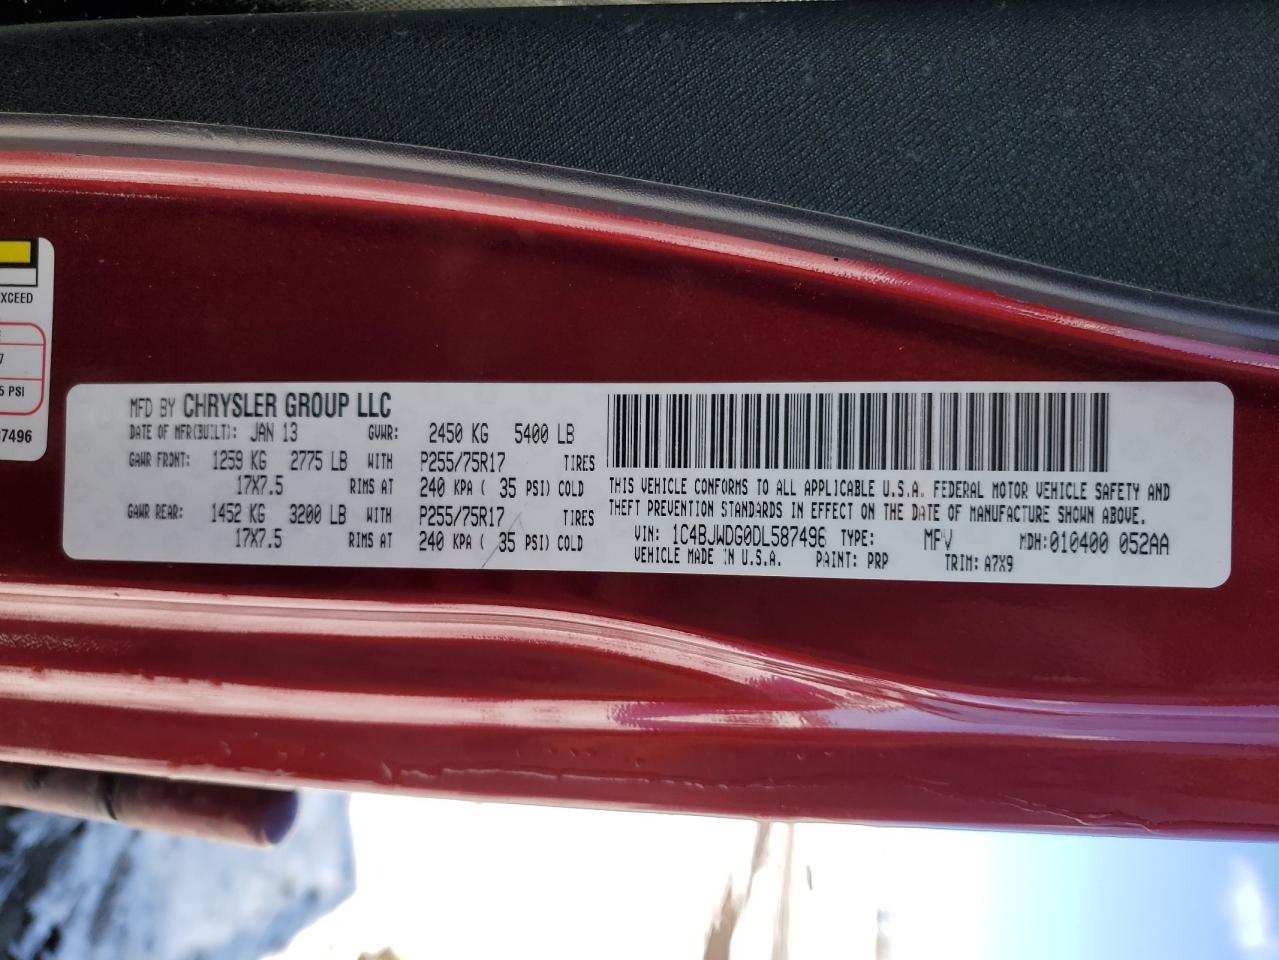 XCEED
7
5 PSI
7496
MFD BY CHRYSLER GROUP LLC
DATE OF MFR(BUILT): JAN 13 GVWR: 2450 KG 5400 LB
GAWR FRONT: 1259 KG 2775 LB WITH P255/75R17 TIRES
17X7.5 RIMS AT 240 KPA ( 35 PSI) COLD
GAWR REAR: 1452 KG 3200 LB WITH P255/75R17 TIRES
17X7.5 RIMS AT 240 KPA ( 35 PSI) COLD
THIS VEHICLE CONFORMS TO ALL APPLICABLE U.S.A. FEDERAL MOTOR VEHICLE SAFETY AND
THEFT PREVENTION STANDARDS IN EFFECT ON THE DATE OF MANUFACTURE SHOWN ABOVE.
VIN: 1C4BJWDG0DL587496 TYPE: MPV MDH:010400 052AA
VEHICLE MADE IN U.S.A. PAINT: PRP TRIM: A7X9